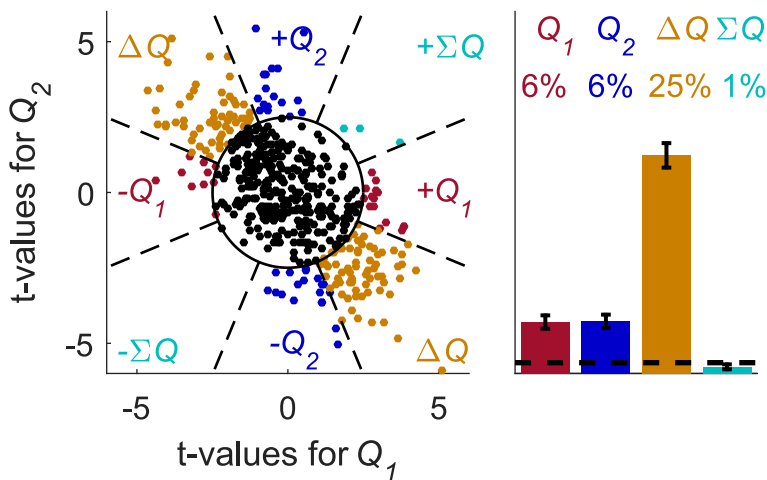 5
0
-5
t-values for Q2
-5
0
5
t-values for Q1
ΔQ
+Q2
+ΣQ
-Q1
+Q1
-ΣQ
-Q2
ΔQ
Q1 Q2 ΔQ ΣQ
6% 6% 25% 1%